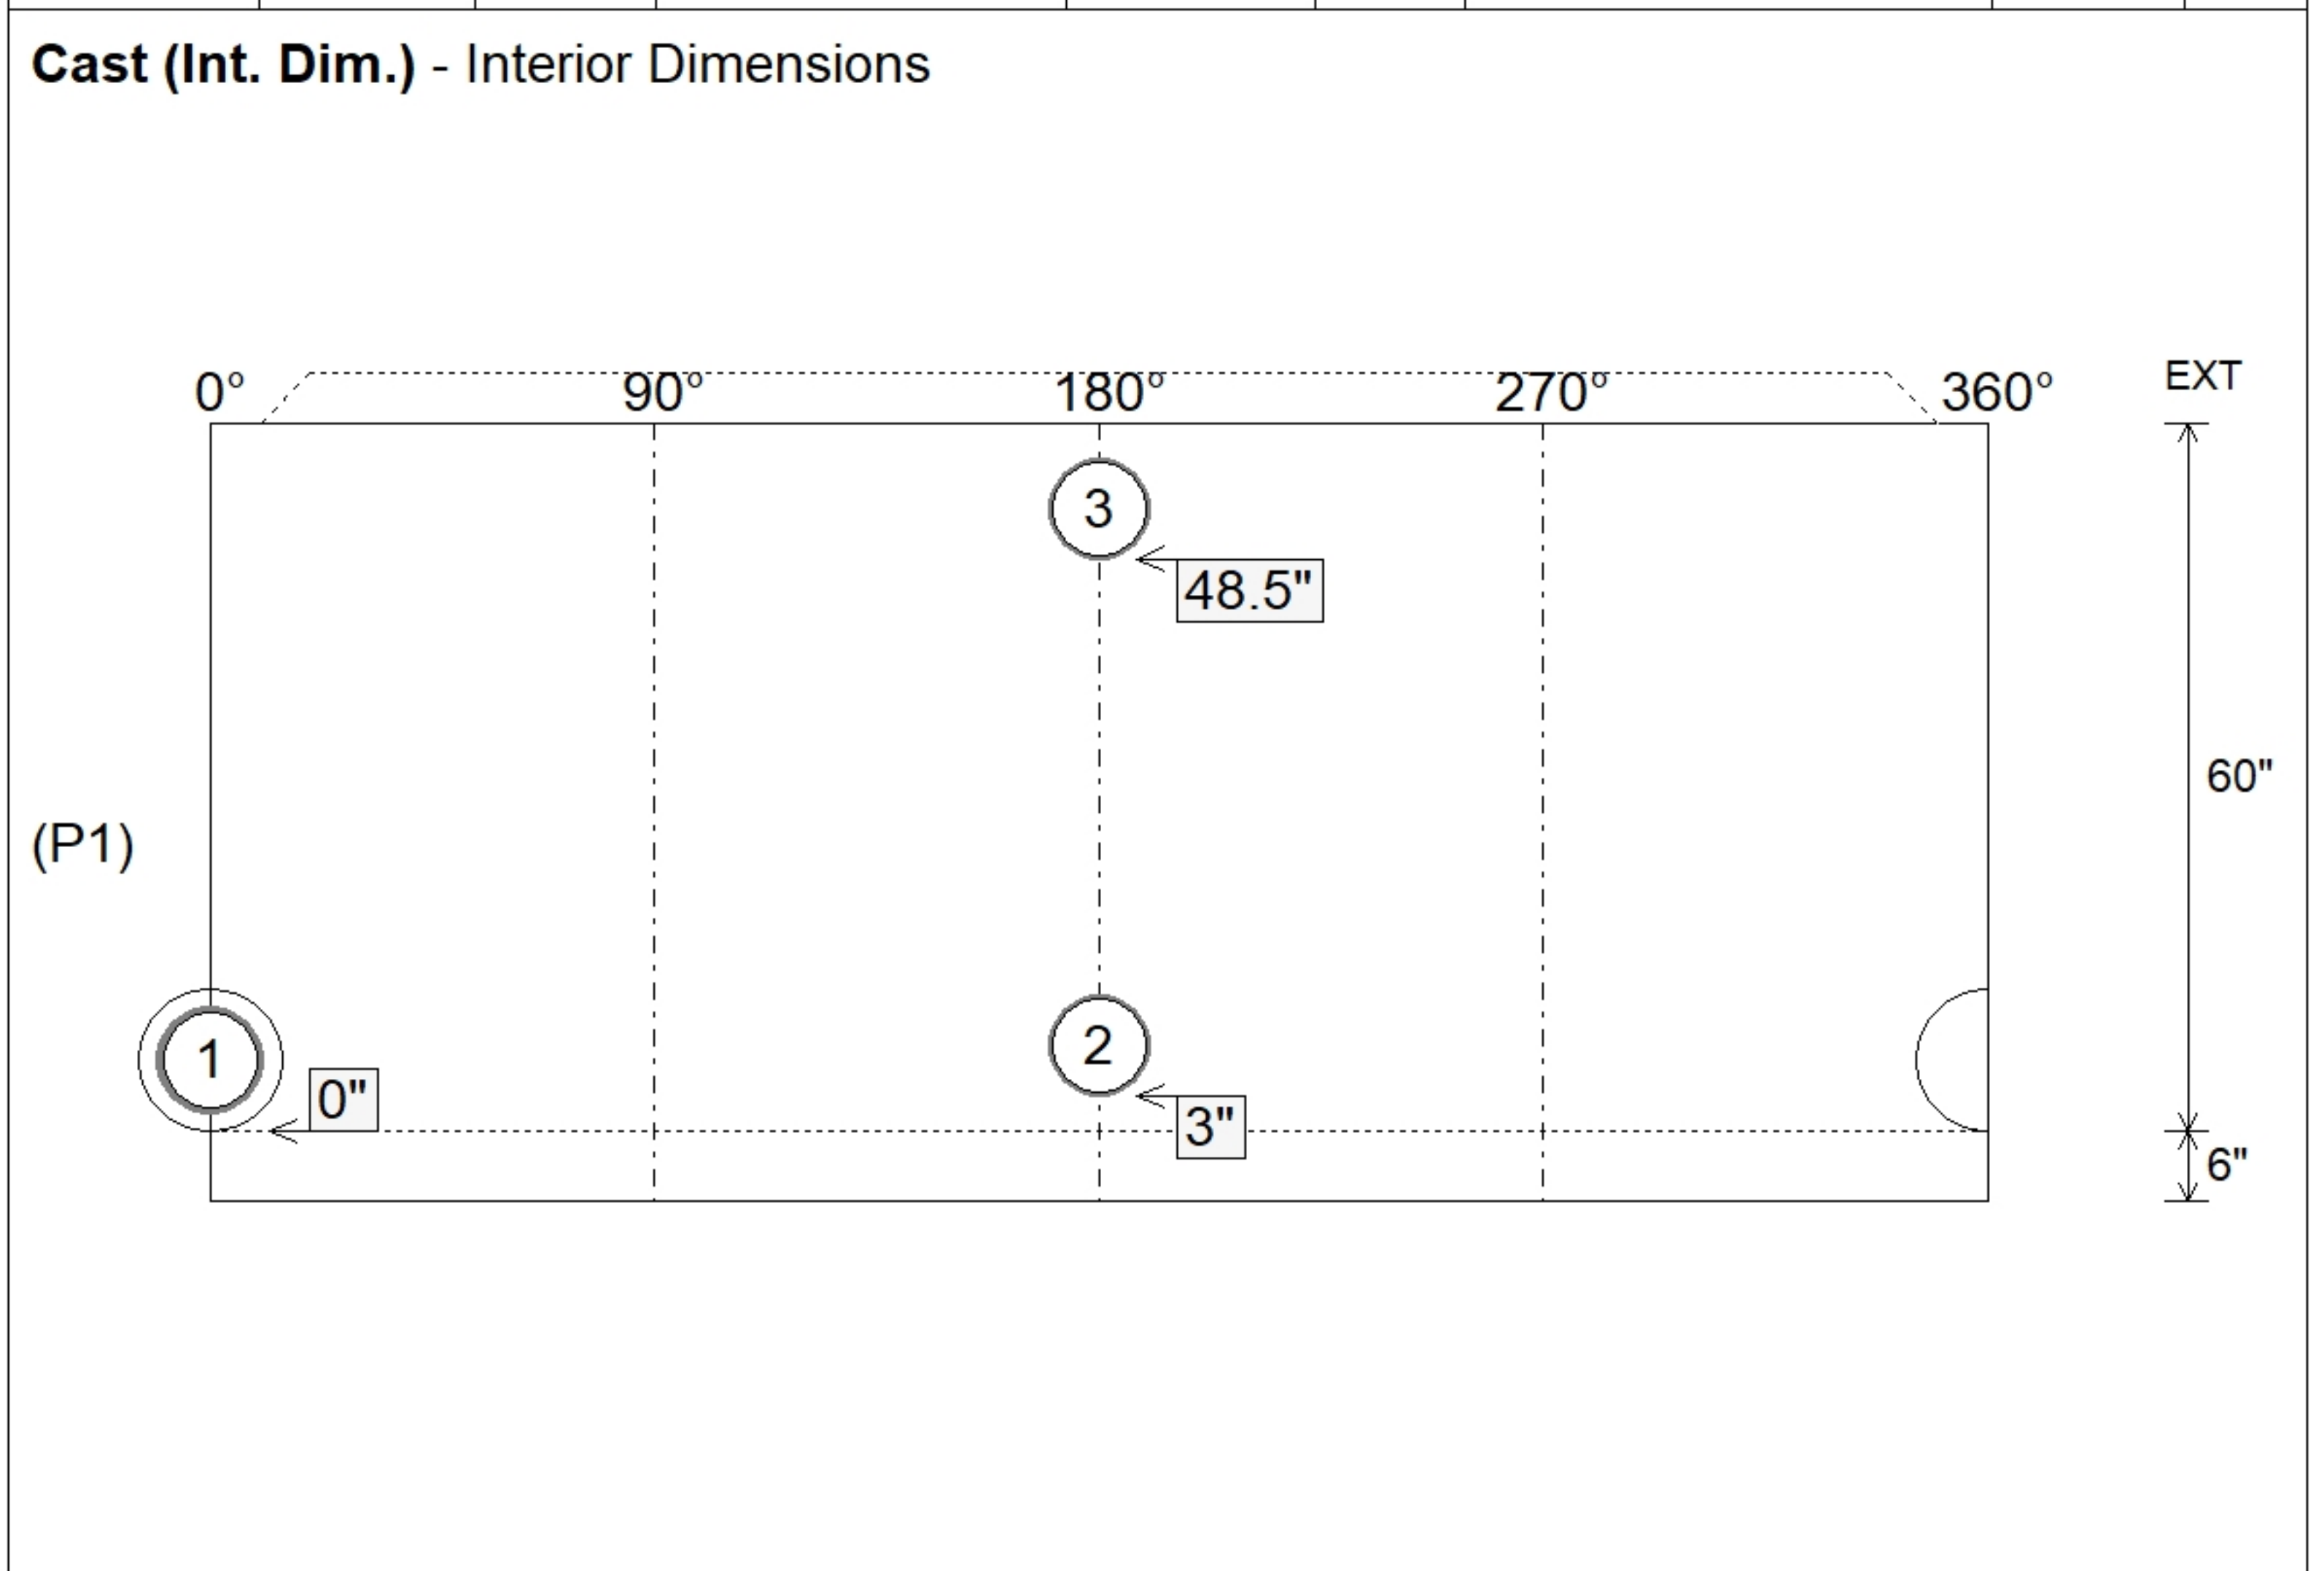 Cast (Int. Dim.) - Interior Dimensions
0° 90° 180° 270° 360° EXT
3
48.5"
60"
(P1)
1 2
0" 3"
6"